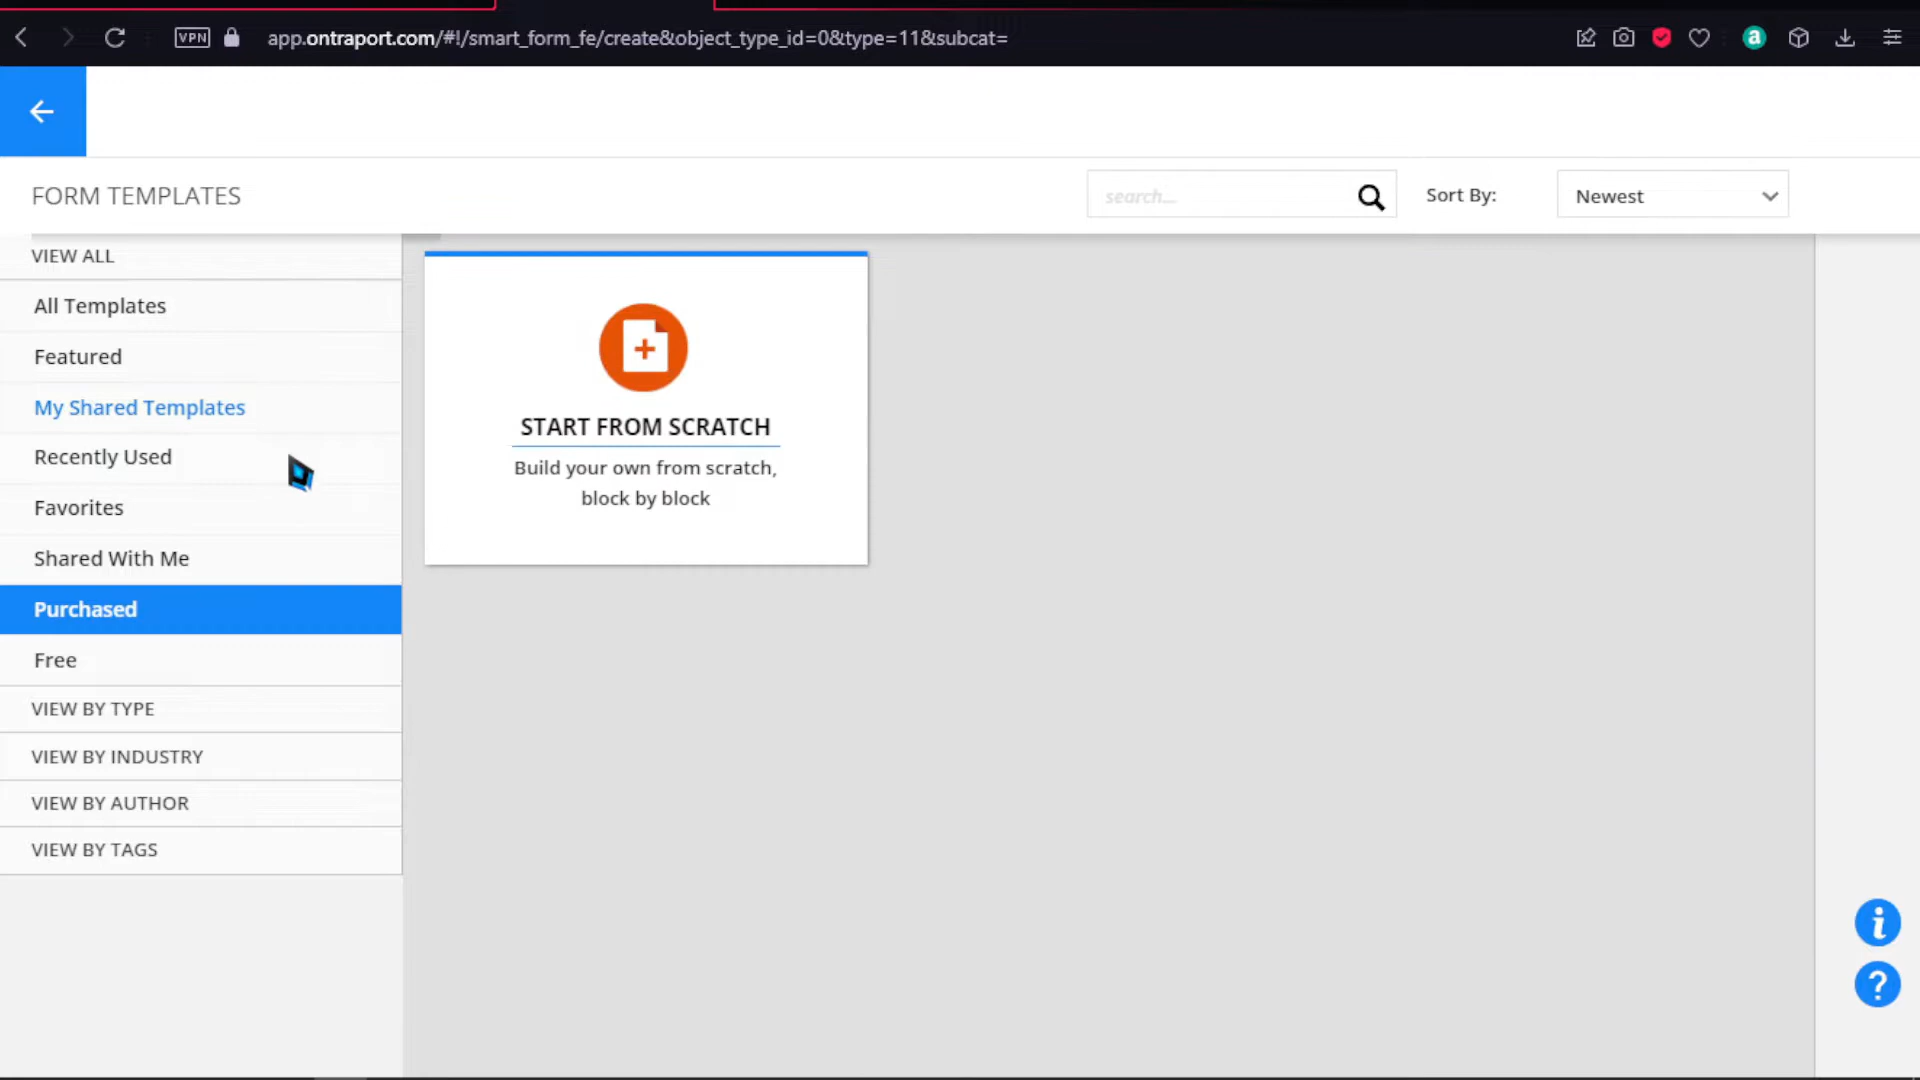 VPN
app.ontraport.com/#!/smart_form_fe/create&object_type_id=0&type=11&subcat=
a
FORM TEMPLATES
search...
Sort By:
Newest
VIEW ALL
All Templates
Featured
My Shared Templates
Recently Used
Favorites
Shared With Me
Purchased
Free
VIEW BY TYPE
VIEW BY INDUSTRY
VIEW BY AUTHOR
VIEW BY TAGS
START FROM SCRATCH
Build your own from scratch,
block by block
i
?